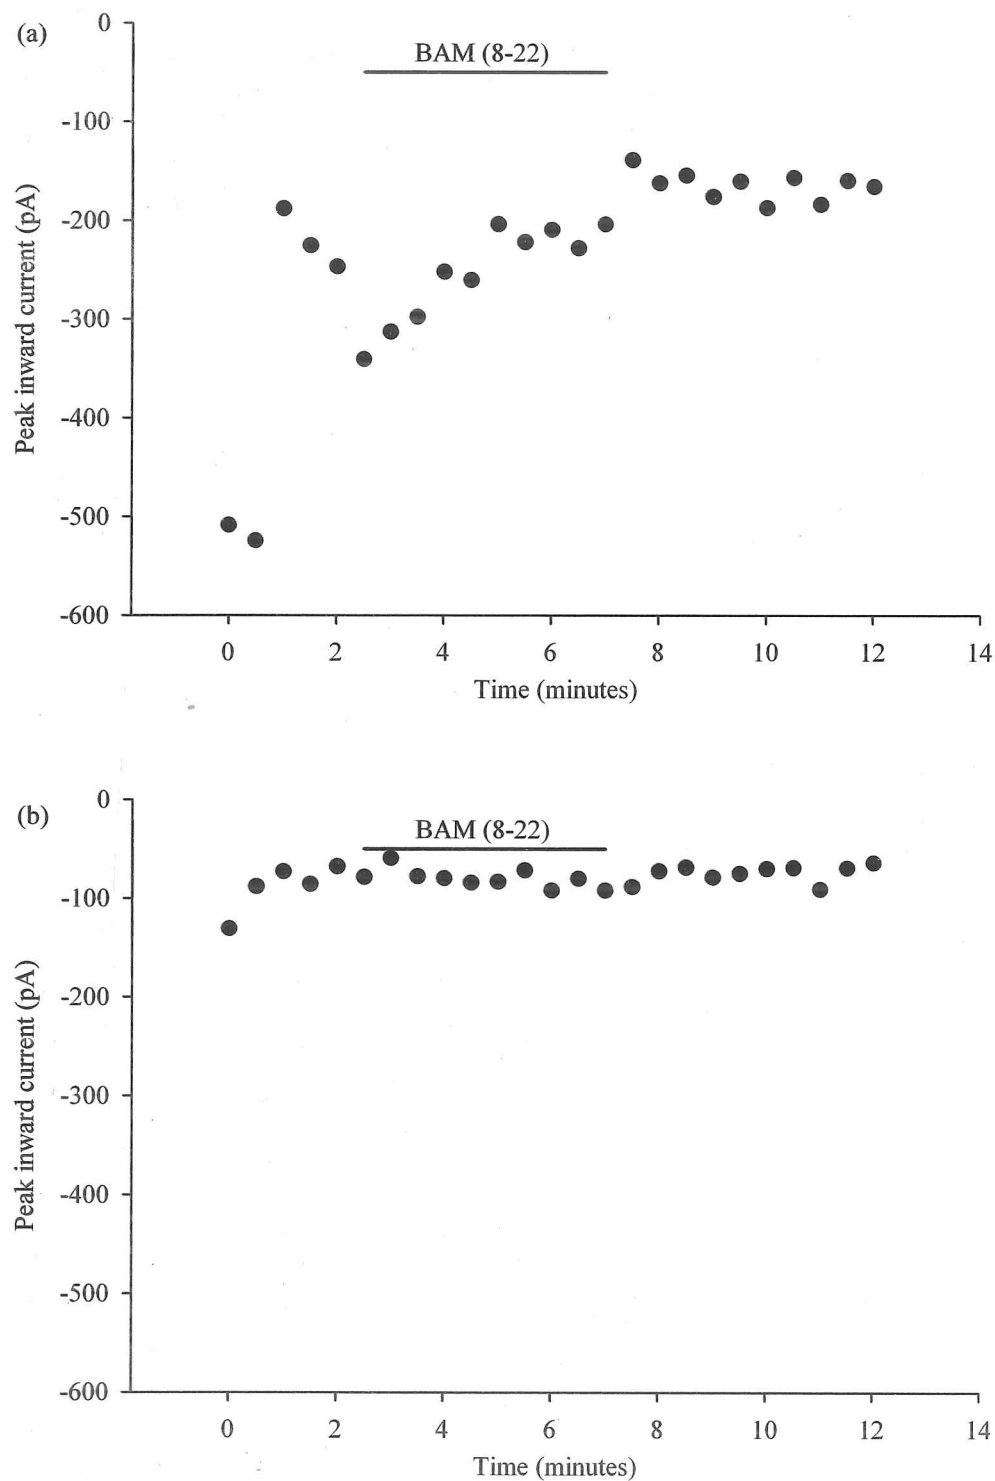 (a)
0
BAM (8-22)
-100
-200
-300
-400
-500
-600
Peak inward current (pA)
0 2 4 6 8 10 12 14
Time (minutes)
(b)
0
BAM (8-22)
-100
-200
-300
-400
-500
-600
Peak inward current (pA)
0 2 4 6 8 10 12 14
Time (minutes)